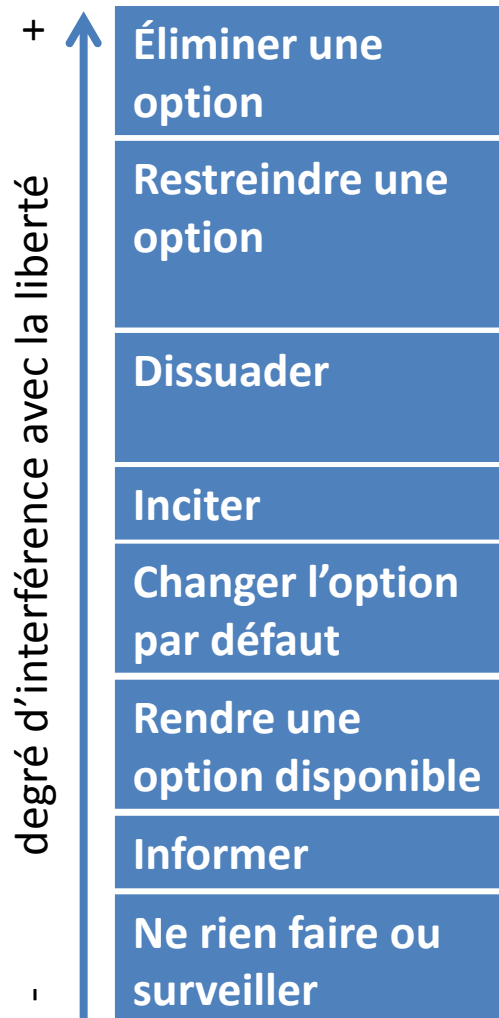 +
degré d'interférence avec la liberté
-
Éliminer une
option
Restreindre une
option
Dissuader
Inciter
Changer l’option
par défaut
Rendre une
option disponible
Informer
Ne rien faire ou
surveiller